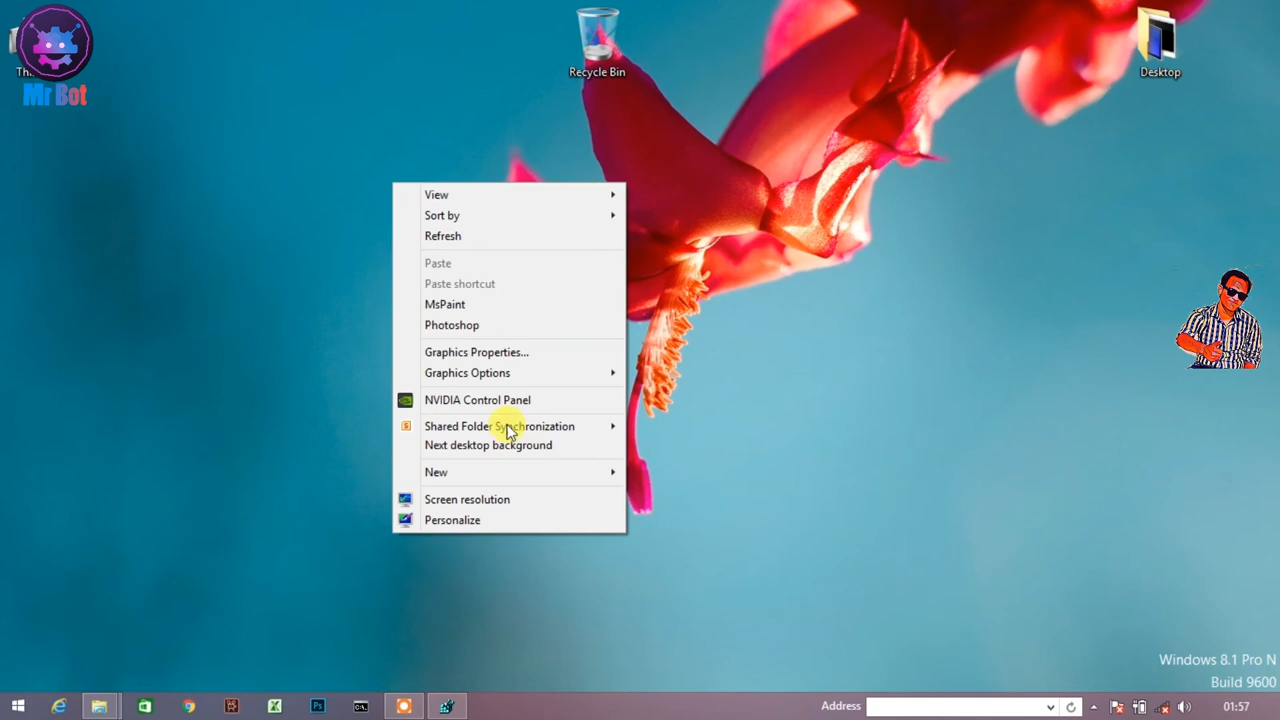 Mr Bot
Recycle Bin
Desktop
View
Sort by
Refresh
Paste
Paste shortcut
MsPaint
Photoshop
Graphics Properties...
Graphics Options
NVIDIA Control Panel
Shared Folder Synchronization
Next desktop background
New
Screen resolution
Personalize
Windows 8.1 Pro N
Build 9600
Ps
Address
01:57